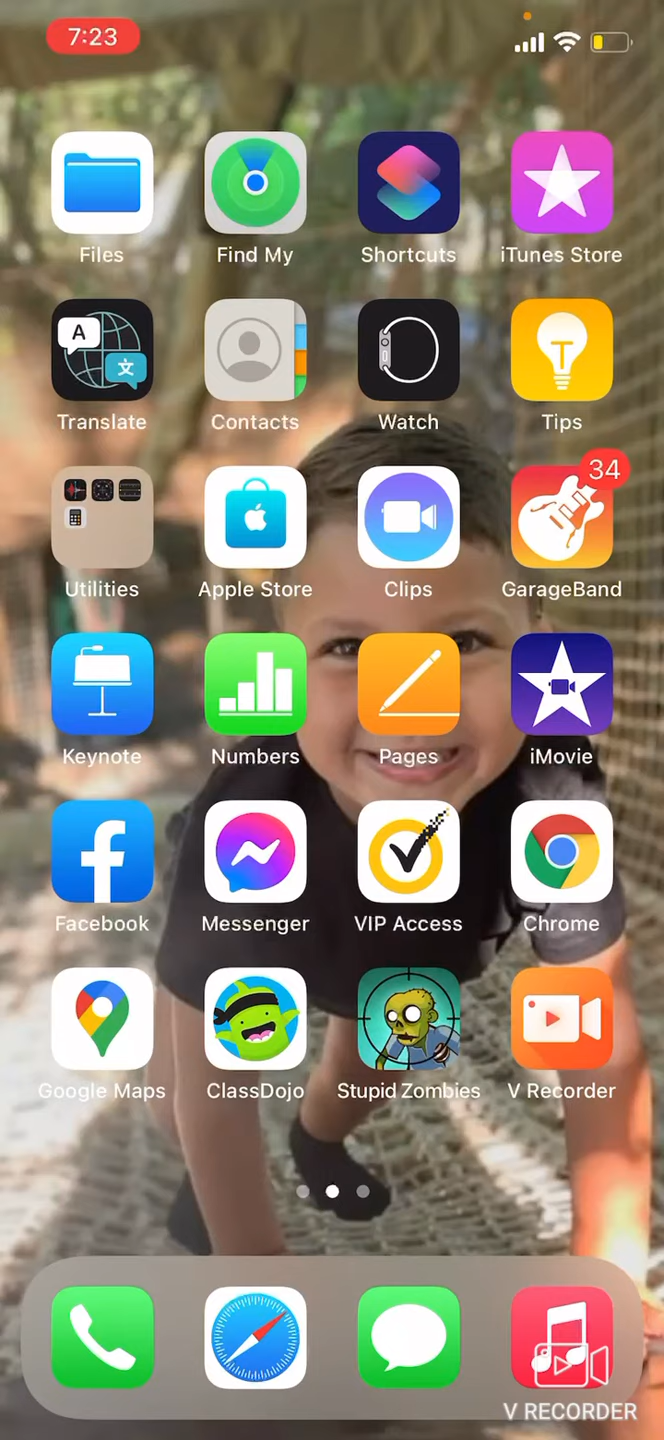 7:23
Files
Find My
Shortcuts
iTunes Store
A
文
Translate
Contacts
Watch
Tips
34
Utilities
Apple Store
Clips
GarageBand
Keynote
Numbers
Pages
iMovie
Facebook
Messenger
VIP Access
Chrome
Google Maps
ClassDojo
Stupid Zombies
V Recorder
V RECORDER